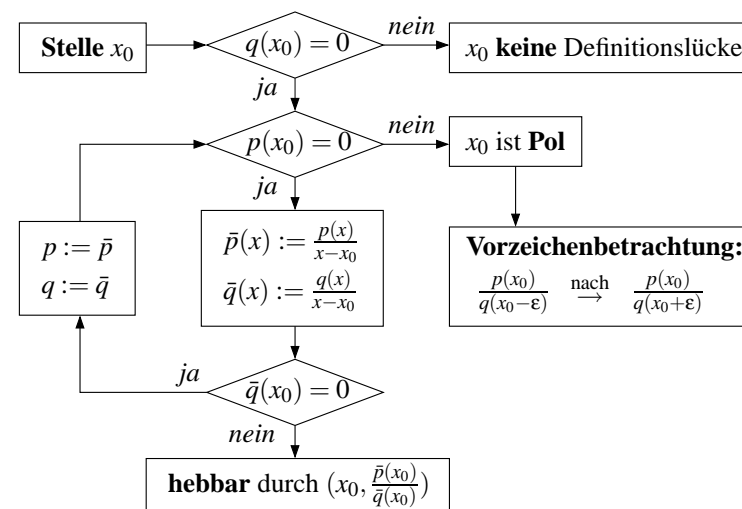 Stelle x₀
q(x₀) = 0
nein
x₀ keine Definitionslücke
ja
p(x₀) = 0
nein
x₀ ist Pol
ja
p := p̄
q := q̄
p̄(x) := p(x)/(x−x₀)
q̄(x) := q(x)/(x−x₀)
Vorzeichenbetrachtung:
p(x₀)/q(x₀−ε) nach → p(x₀)/q(x₀+ε)
ja
q̄(x₀) = 0
nein
hebbar durch (x₀, p̄(x₀)/q̄(x₀))